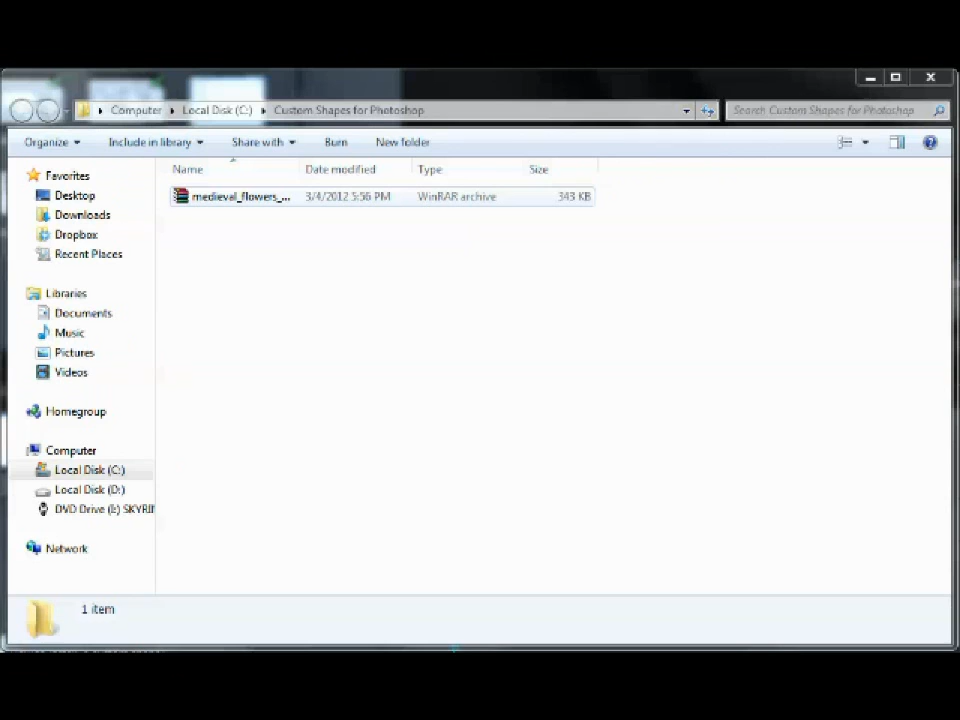 Computer Local Disk (C:) Custom Shapes for Photoshop Search Custom Shapes for Photoshop
Organize Include in library Share with Burn New folder
Name Date modified Type Size
medieval_flowers_... 3/4/2012 5:56 PM WinRAR archive 343 KB
Favorites
Desktop
Downloads
Dropbox
Recent Places
Libraries
Documents
Music
Pictures
Videos
Homegroup
Computer
Local Disk (C:)
Local Disk (D:)
DVD Drive (I:) SKYRI
Network
1 item